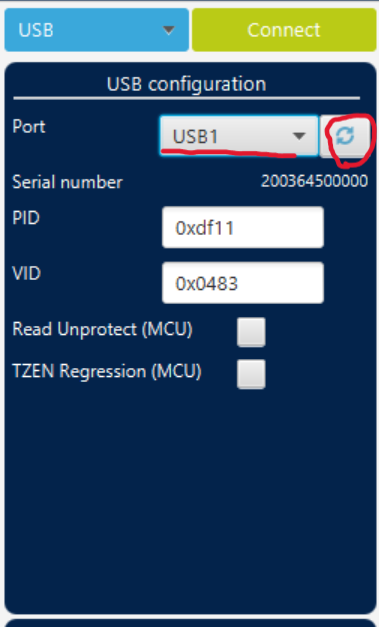 USB Connect
USB configuration
Port USB1
Serial number 200364500000
PID 0xdf11
VID 0x0483
Read Unprotect (MCU)
TZEN Regression (MCU)